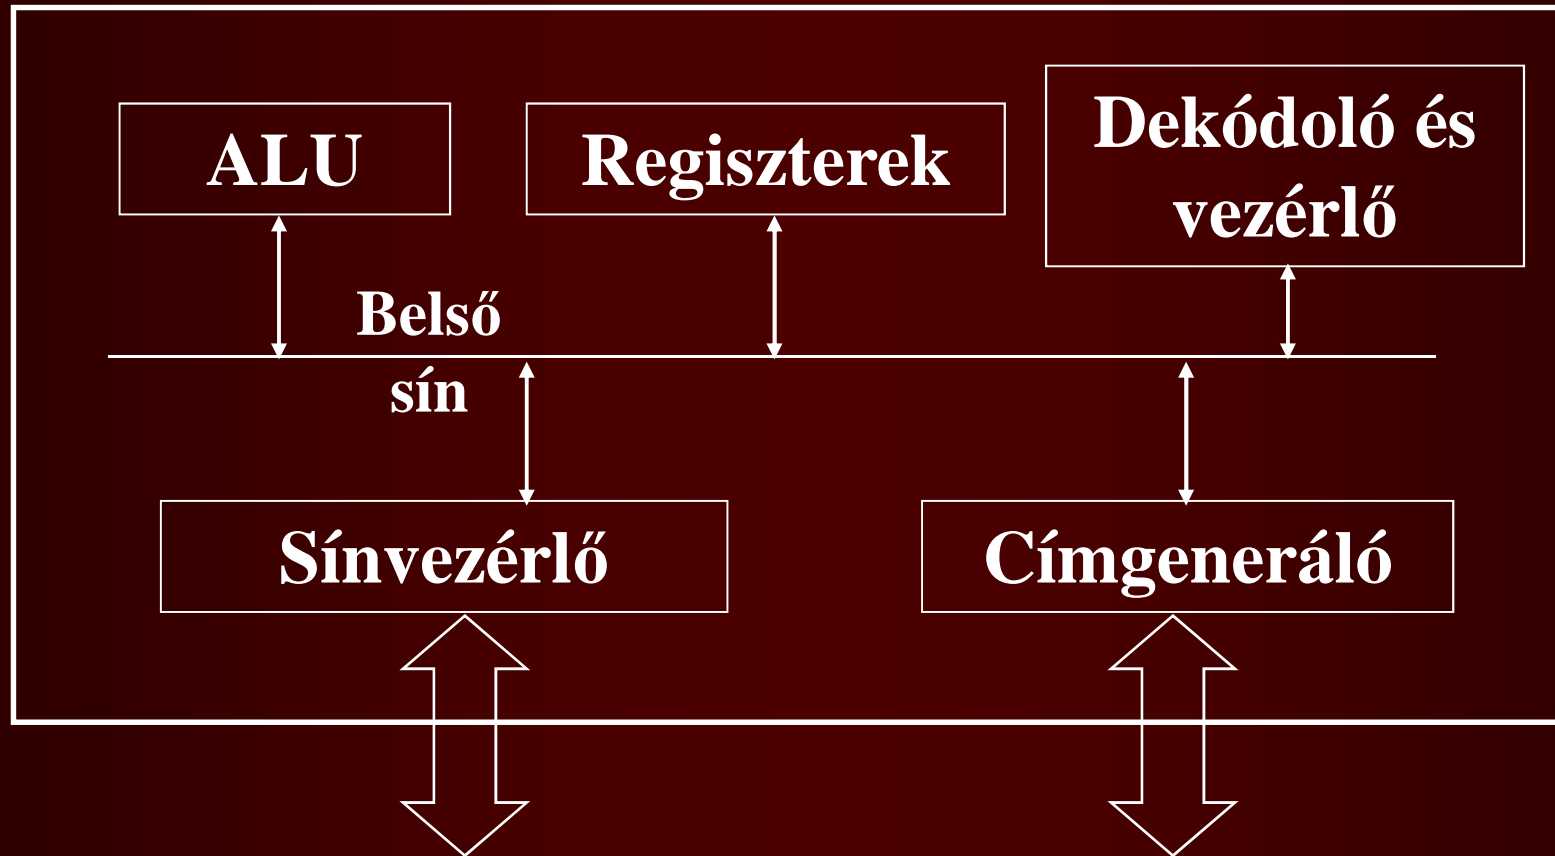 ALU
Regiszterek
Dekódoló és
vezérlő
Belső
sín
Sínvezérlő
Címgeneráló